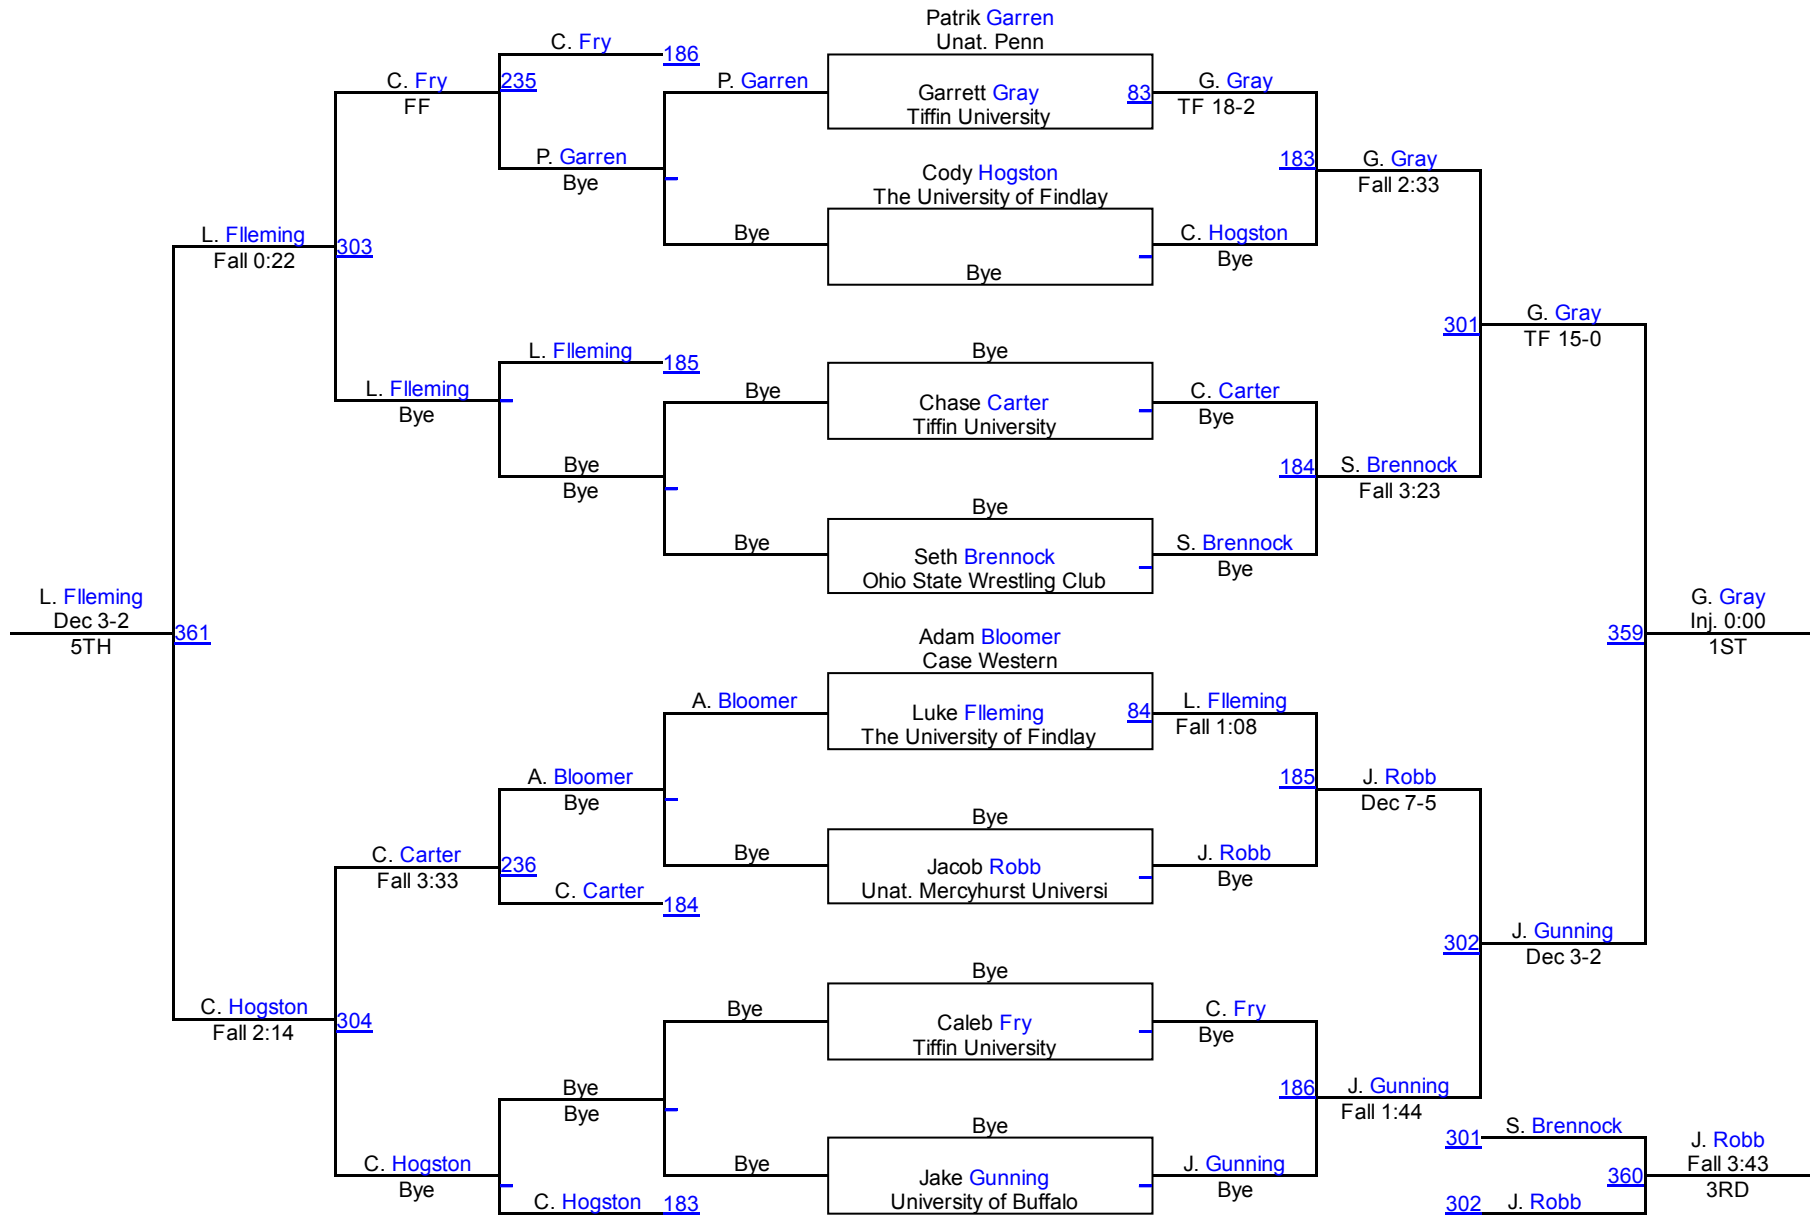 Patrik Garren
Unat. Penn
C. Fry
186
C. Fry
235
FF
P. Garren
Garrett Gray
83
Tiffin University
G. Gray
TF 18-2
P. Garren
Bye
Cody Hogston
The University of Findlay
183
G. Gray
Fall 2:33
L. Flleming
303
Fall 0:22
Bye
Bye
C. Hogston
Bye
301
G. Gray
TF 15-0
L. Flleming
185
Bye
L. Flleming
Bye
Bye
Chase Carter
Tiffin University
C. Carter
Bye
Bye
Bye
184
S. Brennock
Fall 3:23
Bye
Bye
Seth Brennock
Ohio State Wrestling Club
S. Brennock
Bye
L. Flleming
Dec 3-2
361
5TH
G. Gray
Inj. 0:00
359
1ST
Adam Bloomer
Case Western
A. Bloomer
Luke Flleming
84
The University of Findlay
L. Flleming
Fall 1:08
A. Bloomer
Bye
185
J. Robb
Dec 7-5
Bye
C. Carter
236
Fall 3:33
Bye
Jacob Robb
Unat. Mercyhurst Universi
J. Robb
Bye
C. Carter
184
302
J. Gunning
Dec 3-2
Bye
C. Hogston
304
Fall 2:14
Bye
Caleb Fry
Tiffin University
C. Fry
Bye
Bye
Bye
186
J. Gunning
Fall 1:44
Bye
C. Hogston
Bye
Bye
Jake Gunning
University of Buffalo
J. Gunning
Bye
C. Hogston
183
301
S. Brennock
J. Robb
Fall 3:43
360
3RD
302
J. Robb